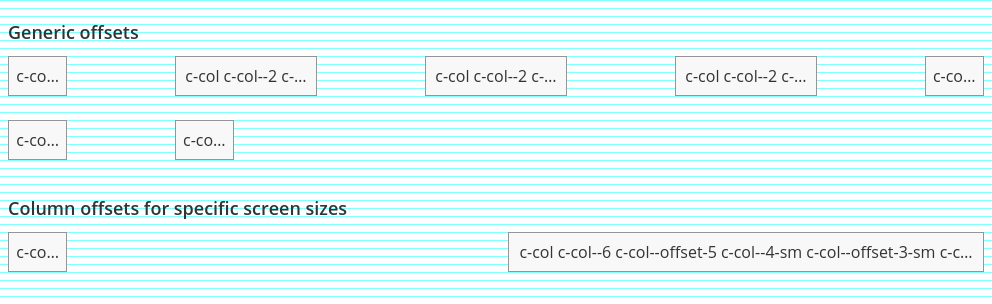 Generic offsets
c-co... c-col c-col--2 c-... c-col c-col--2 c-... c-col c-col--2 c-... c-co...
c-co... c-co...
Column offsets for specific screen sizes
c-co... c-col c-col--6 c-col--offset-5 c-col--4-sm c-col--offset-3-sm c-c...